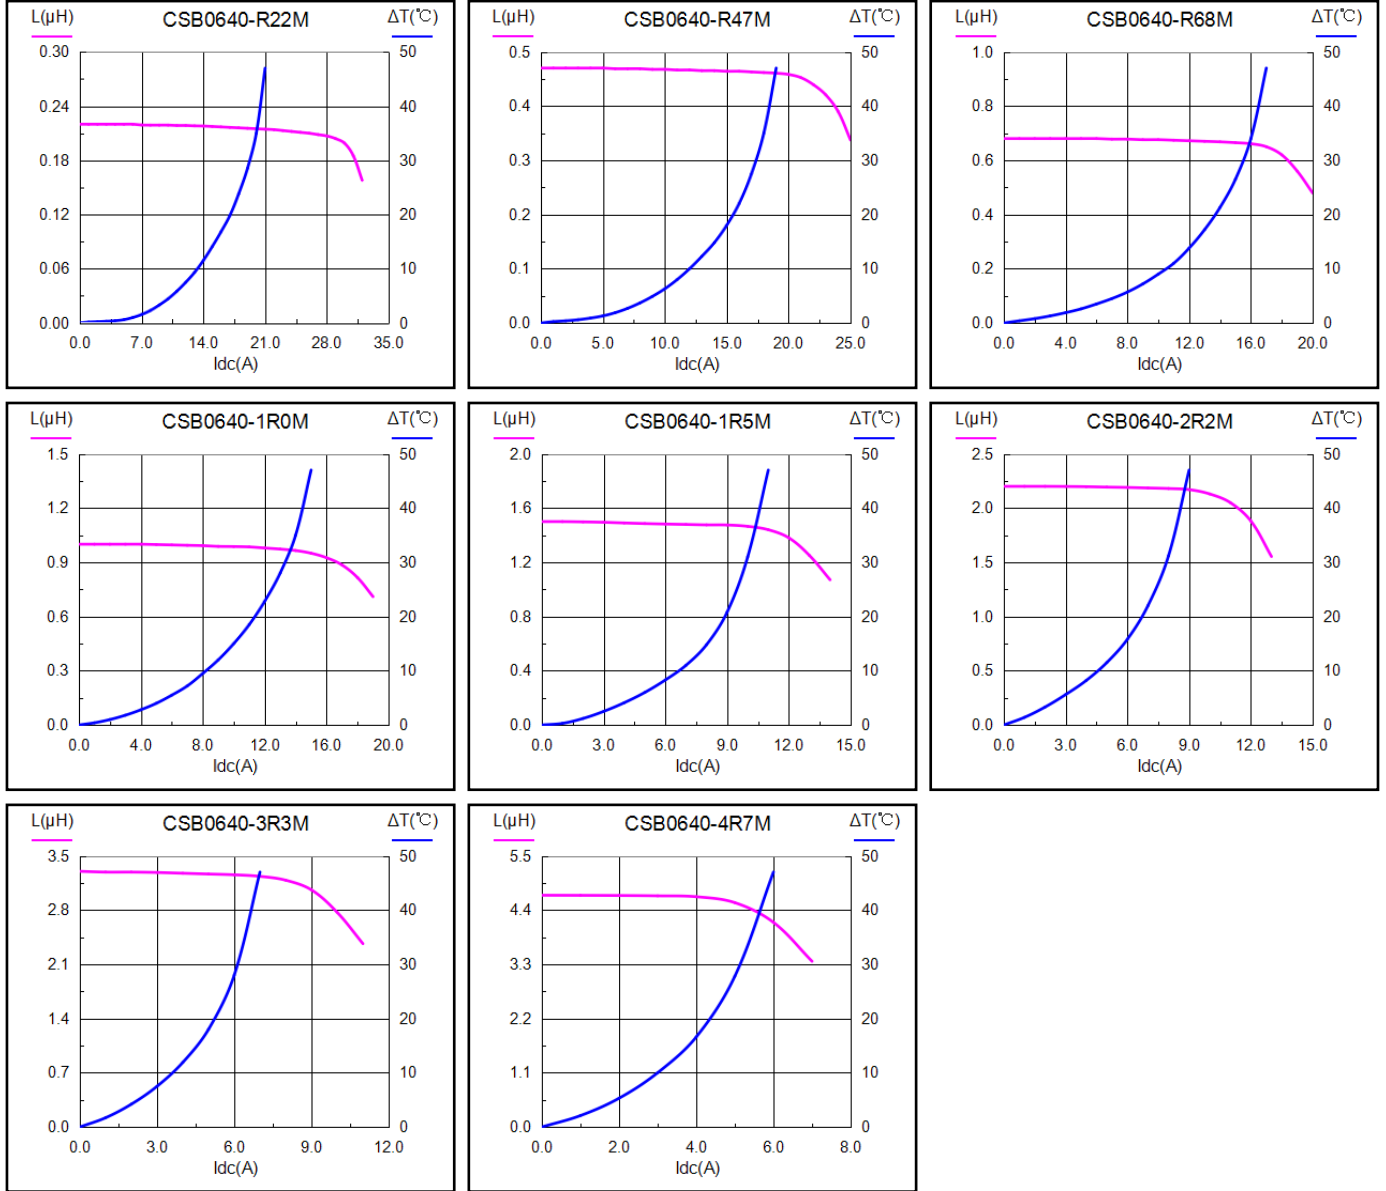 L(μH) CSB0640-R22M ΔT(℃)
0.30 50
0.24 40
0.18 30
0.12 20
0.06 10
0.00 0
0.0 7.0 14.0 21.0 28.0 35.0
Idc(A)
L(μH) CSB0640-R47M ΔT(℃)
0.5 50
0.4 40
0.3 30
0.2 20
0.1 10
0.0 0
0.0 5.0 10.0 15.0 20.0 25.0
Idc(A)
L(μH) CSB0640-R68M ΔT(℃)
1.0 50
0.8 40
0.6 30
0.4 20
0.2 10
0.0 0
0.0 4.0 8.0 12.0 16.0 20.0
Idc(A)
L(μH) CSB0640-1R0M ΔT(℃)
1.5 50
1.2 40
0.9 30
0.6 20
0.3 10
0.0 0
0.0 4.0 8.0 12.0 16.0 20.0
Idc(A)
L(μH) CSB0640-1R5M ΔT(℃)
2.0 50
1.6 40
1.2 30
0.8 20
0.4 10
0.0 0
0.0 3.0 6.0 9.0 12.0 15.0
Idc(A)
L(μH) CSB0640-2R2M ΔT(℃)
2.5 50
2.0 40
1.5 30
1.0 20
0.5 10
0.0 0
0.0 3.0 6.0 9.0 12.0 15.0
Idc(A)
L(μH) CSB0640-3R3M ΔT(℃)
3.5 50
2.8 40
2.1 30
1.4 20
0.7 10
0.0 0
0.0 3.0 6.0 9.0 12.0
Idc(A)
L(μH) CSB0640-4R7M ΔT(℃)
5.5 50
4.4 40
3.3 30
2.2 20
1.1 10
0.0 0
0.0 2.0 4.0 6.0 8.0
Idc(A)